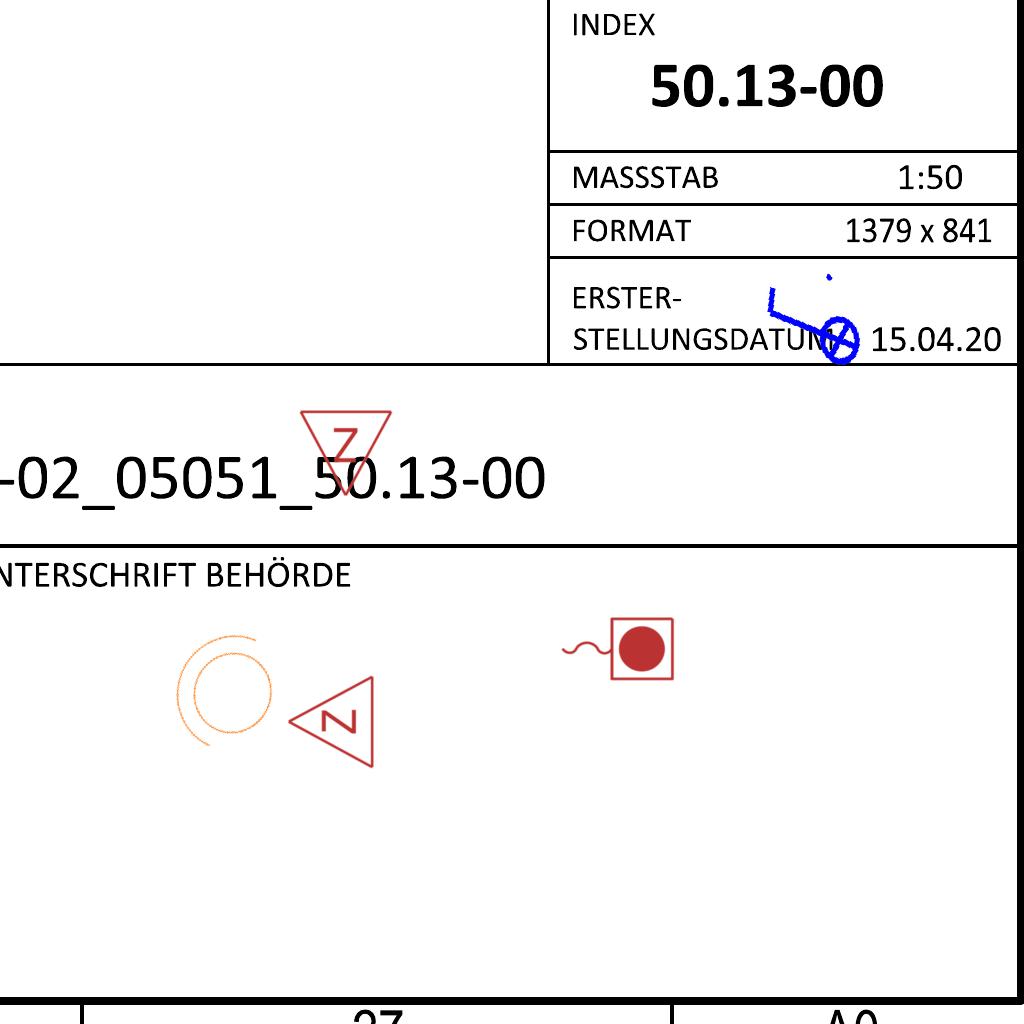 INDEX
50.13-00
MASSSTAB 1:50
FORMAT 1379 x 841
ERSTER-
STELLUNGSDATUM 15.04.20
Z
-02_05051_50.13-00
NTERSCHRIFT BEHÖRDE
Z